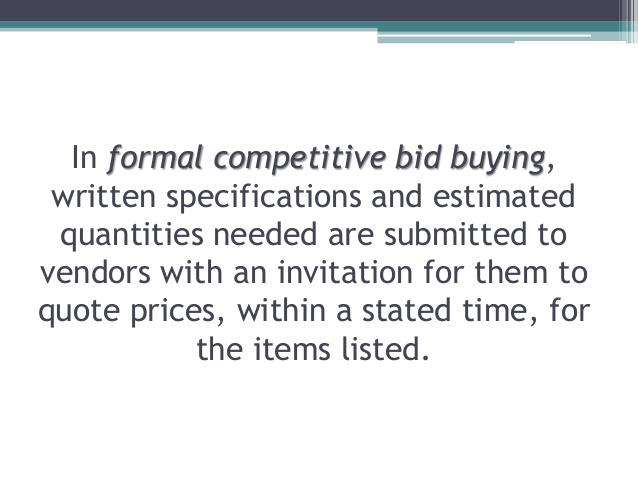 In formal competitive bid buying,
written specifications and estimated
quantities needed are submitted to
vendors with an invitation for them to
quote prices, within a stated time, for
the items listed.